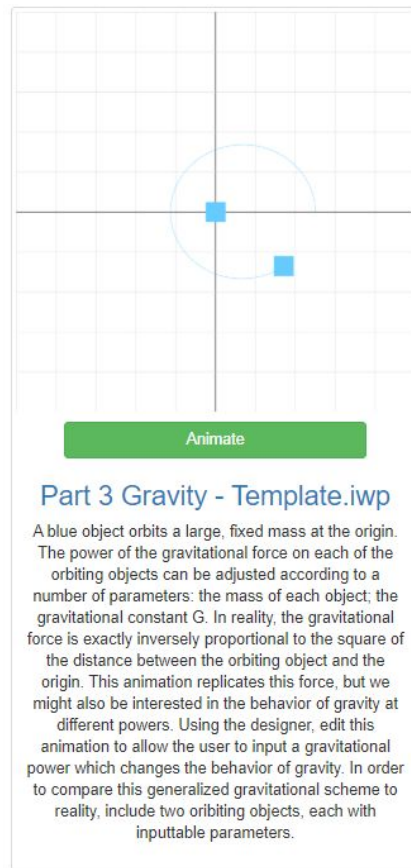 Animate
Part 3 Gravity - Template.iwp
A blue object orbits a large, fixed mass at the origin.
The power of the gravitational force on each of the
orbiting objects can be adjusted according to a
number of parameters: the mass of each object; the
gravitational constant G. In reality, the gravitational
force is exactly inversely proportional to the square of
the distance between the orbiting object and the
origin. This animation replicates this force, but we
might also be interested in the behavior of gravity at
different powers. Using the designer, edit this
animation to allow the user to input a gravitational
power which changes the behavior of gravity. In order
to compare this generalized gravitational scheme to
reality, include two oribiting objects, each with
inputtable parameters.